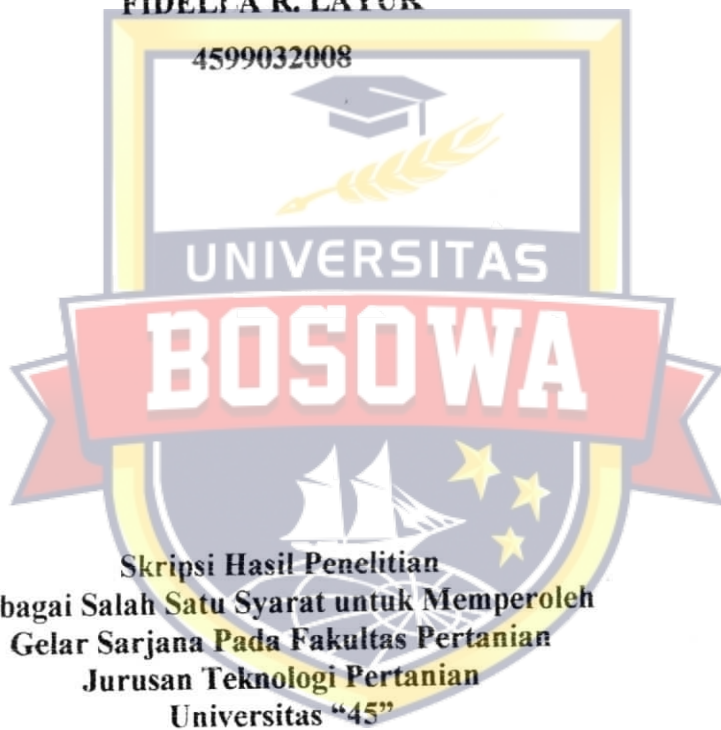 R. LAYUK
4599032008
UNIVERSITAS
BOSOWA
Skripsi Hasil Penelitian
bagai Salah Satu Syarat untuk Memperoleh
Gelar Sarjana Pada Fakultas Pertanian
Jurusan Teknologi Pertanian
Universitas “45”